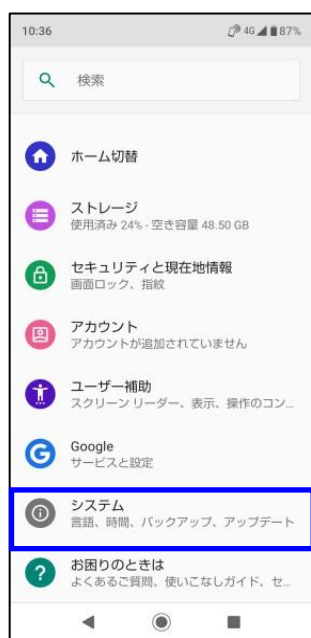 10:36 4G 87%
検索
ホーム切替
ストレージ
使用済み 24% - 空き容量 48.50 GB
セキュリティと現在地情報
画面ロック、指紋
アカウント
アカウントが追加されていません
ユーザー補助
スクリーン リーダー、表示、操作のコン...
Google
サービスと設定
システム
言語、時間、バックアップ、アップデート
お困りのときは
よくあるご質問、使いこなしガイド、セ...